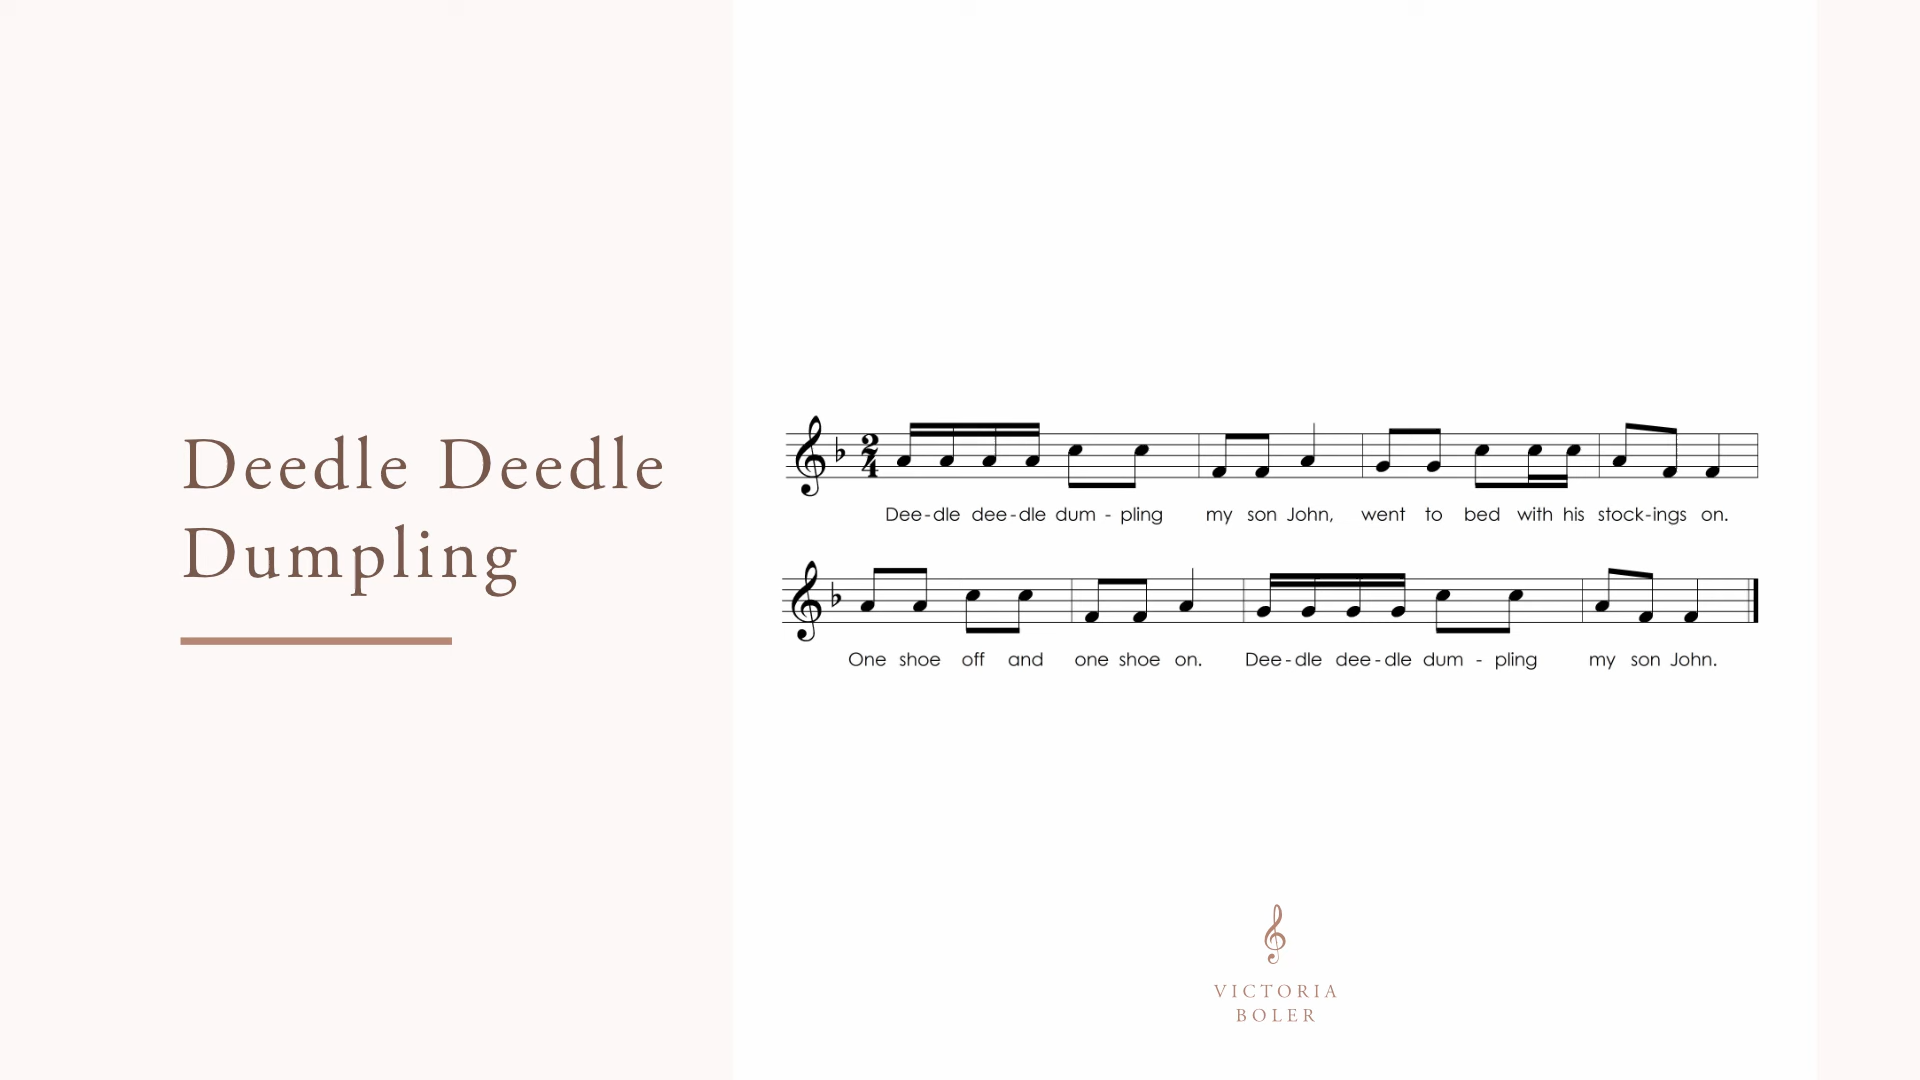 Deedle Deedle
Dumpling
2
4
Dee-dle dee-dle dum - pling my son John, went to bed with his stock-ings on.
One shoe off and one shoe on. Dee-dle dee-dle dum - pling my son John.
VICTORIA
BOLER